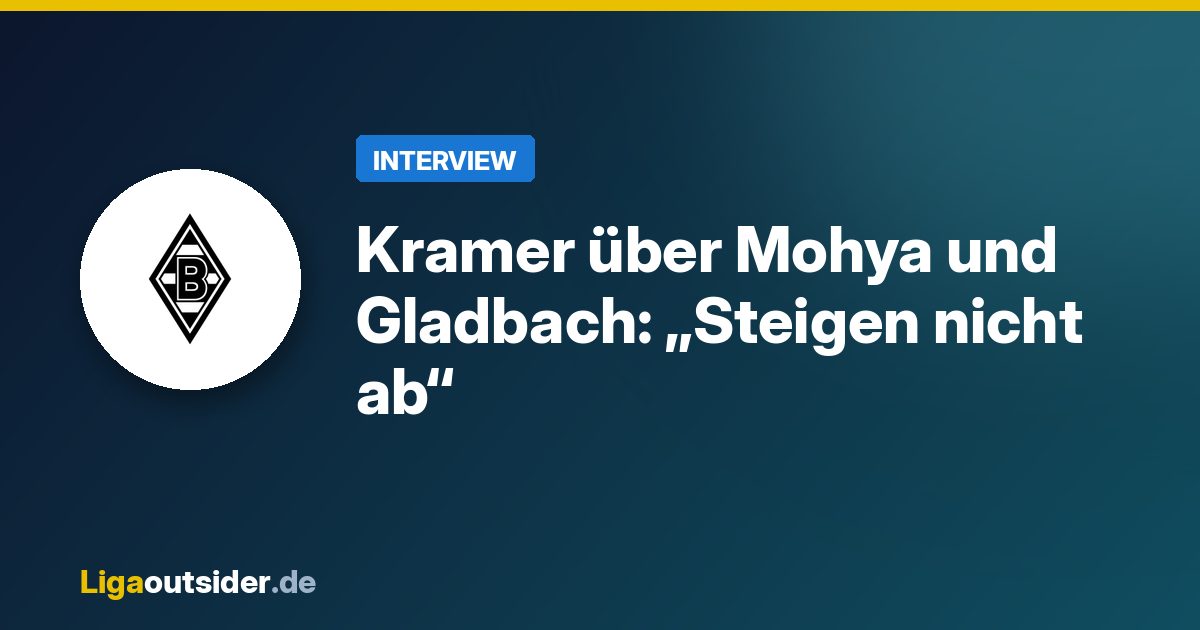 INTERVIEW
Kramer über Mohya und
Gladbach: „Steigen nicht
ab“
B
Ligaoutsider.de